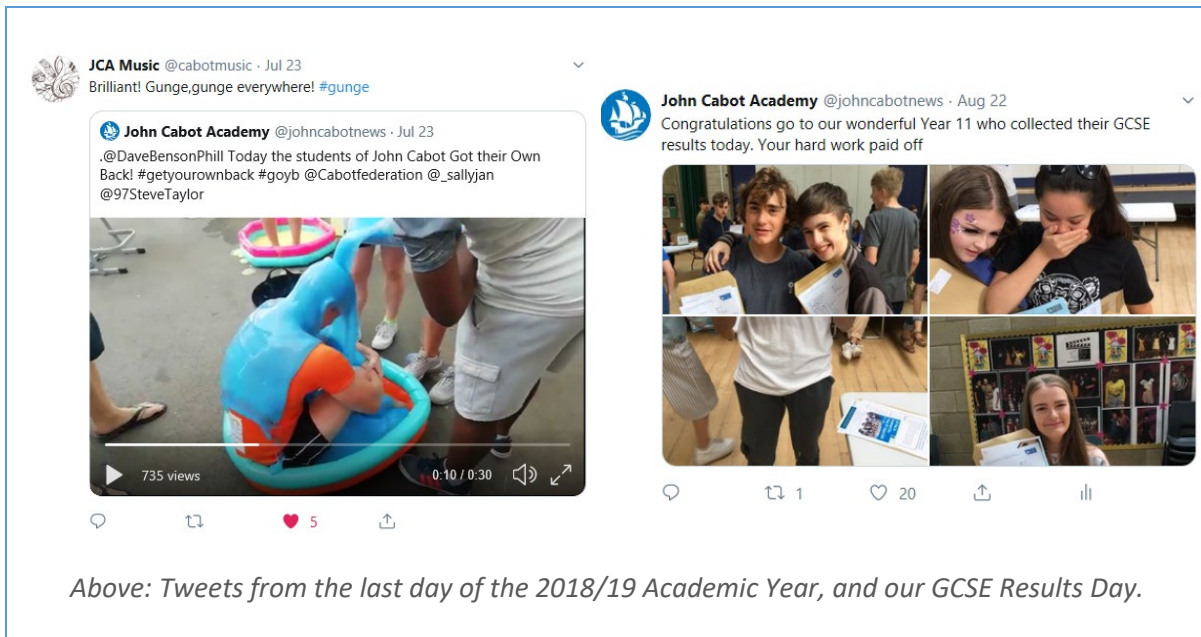 JCA Music @cabotmusic · Jul 23
Brilliant! Gunge,gunge everywhere! #gunge
John Cabot Academy @johncabotnews · Jul 23
.@DaveBensonPhill Today the students of John Cabot Got their Own
Back! #getyourownback #goyb @Cabotfederation @_sallyjan
@97SteveTaylor
735 views
0:10 / 0:30
5
John Cabot Academy @johncabotnews · Aug 22
Congratulations go to our wonderful Year 11 who collected their GCSE
results today. Your hard work paid off
1
20
Above: Tweets from the last day of the 2018/19 Academic Year, and our GCSE Results Day.